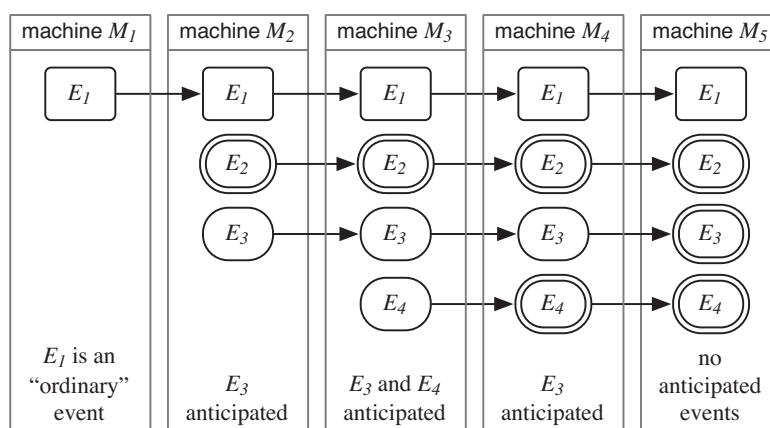 machine M1 machine M2 machine M3 machine M4 machine M5
E1 E1 E1 E1 E1
E2 E2 E2 E2
E3 E3 E3 E3
E4 E4 E4
E1 is an
“ordinary”
event
E3
anticipated
E3 and E4
anticipated
E3
anticipated
no
anticipated
events